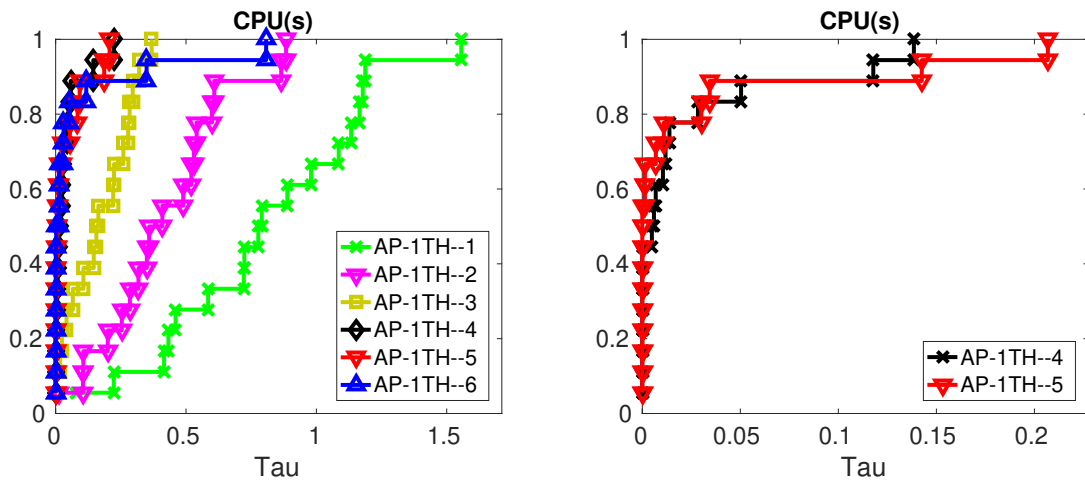 CPU(s)
1
0.8
0.6
0.4
0.2
0
0
0.5
1
1.5
Tau
AP-1TH--1
AP-1TH--2
AP-1TH--3
AP-1TH--4
AP-1TH--5
AP-1TH--6
CPU(s)
1
0.8
0.6
0.4
0.2
0
0
0.05
0.1
0.15
0.2
Tau
AP-1TH--4
AP-1TH--5